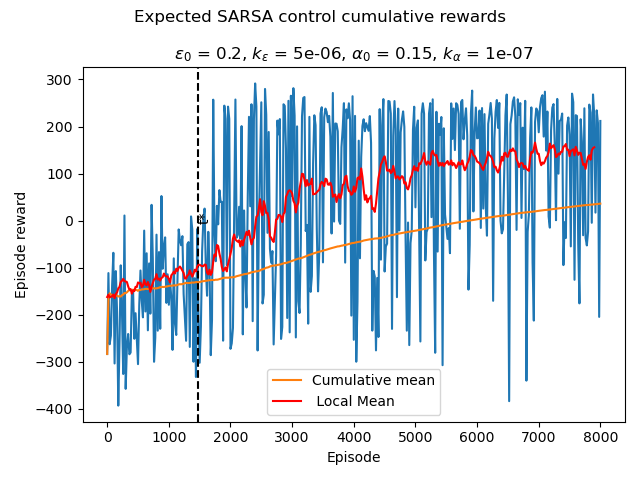 Expected SARSA control cumulative rewards
ε₀ = 0.2, kε = 5e-06, α₀ = 0.15, kα = 1e-07
Episode reward
300
200
100
0
−100
−200
−300
−400
Cumulative mean
Local Mean
0
1000
2000
3000
4000
5000
6000
7000
8000
Episode